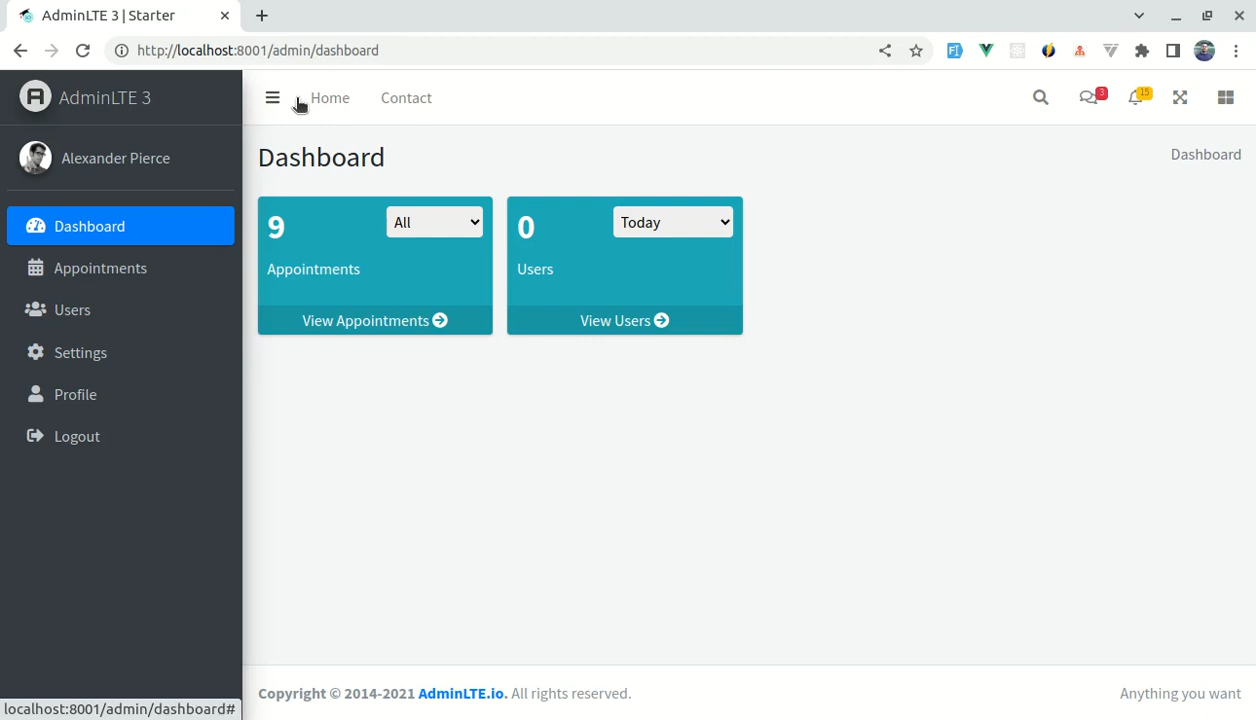 AdminLTE 3 | Starter
http://localhost:8001/admin/dashboard
AdminLTE 3
Home
Contact
3
15
Alexander Pierce
Dashboard
Dashboard
Dashboard
Appointments
Users
Settings
Profile
Logout
9
All
Appointments
View Appointments
0
Today
Users
View Users
Copyright © 2014-2021 AdminLTE.io. All rights reserved.
Anything you want
localhost:8001/admin/dashboard#